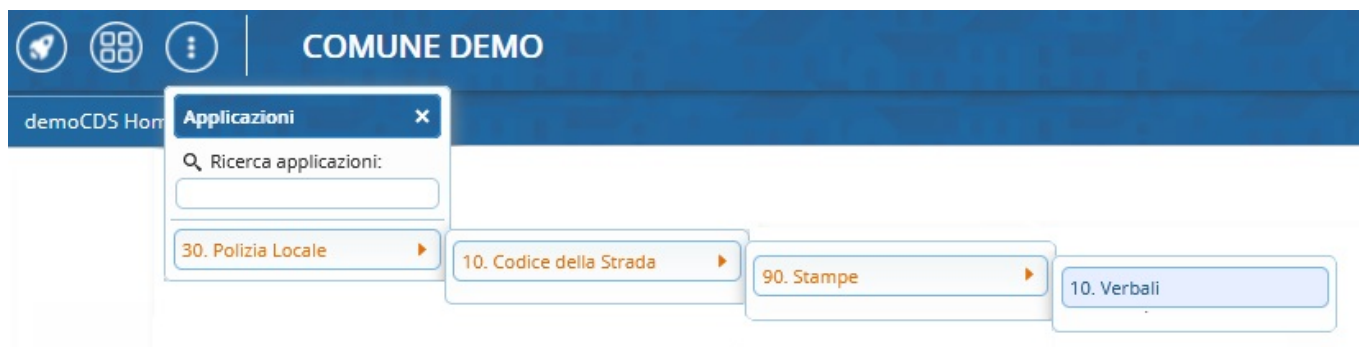 COMUNE DEMO
demoCDS Hom
Applicazioni ×
Ricerca applicazioni:
30. Polizia Locale
10. Codice della Strada
90. Stampe
10. Verbali